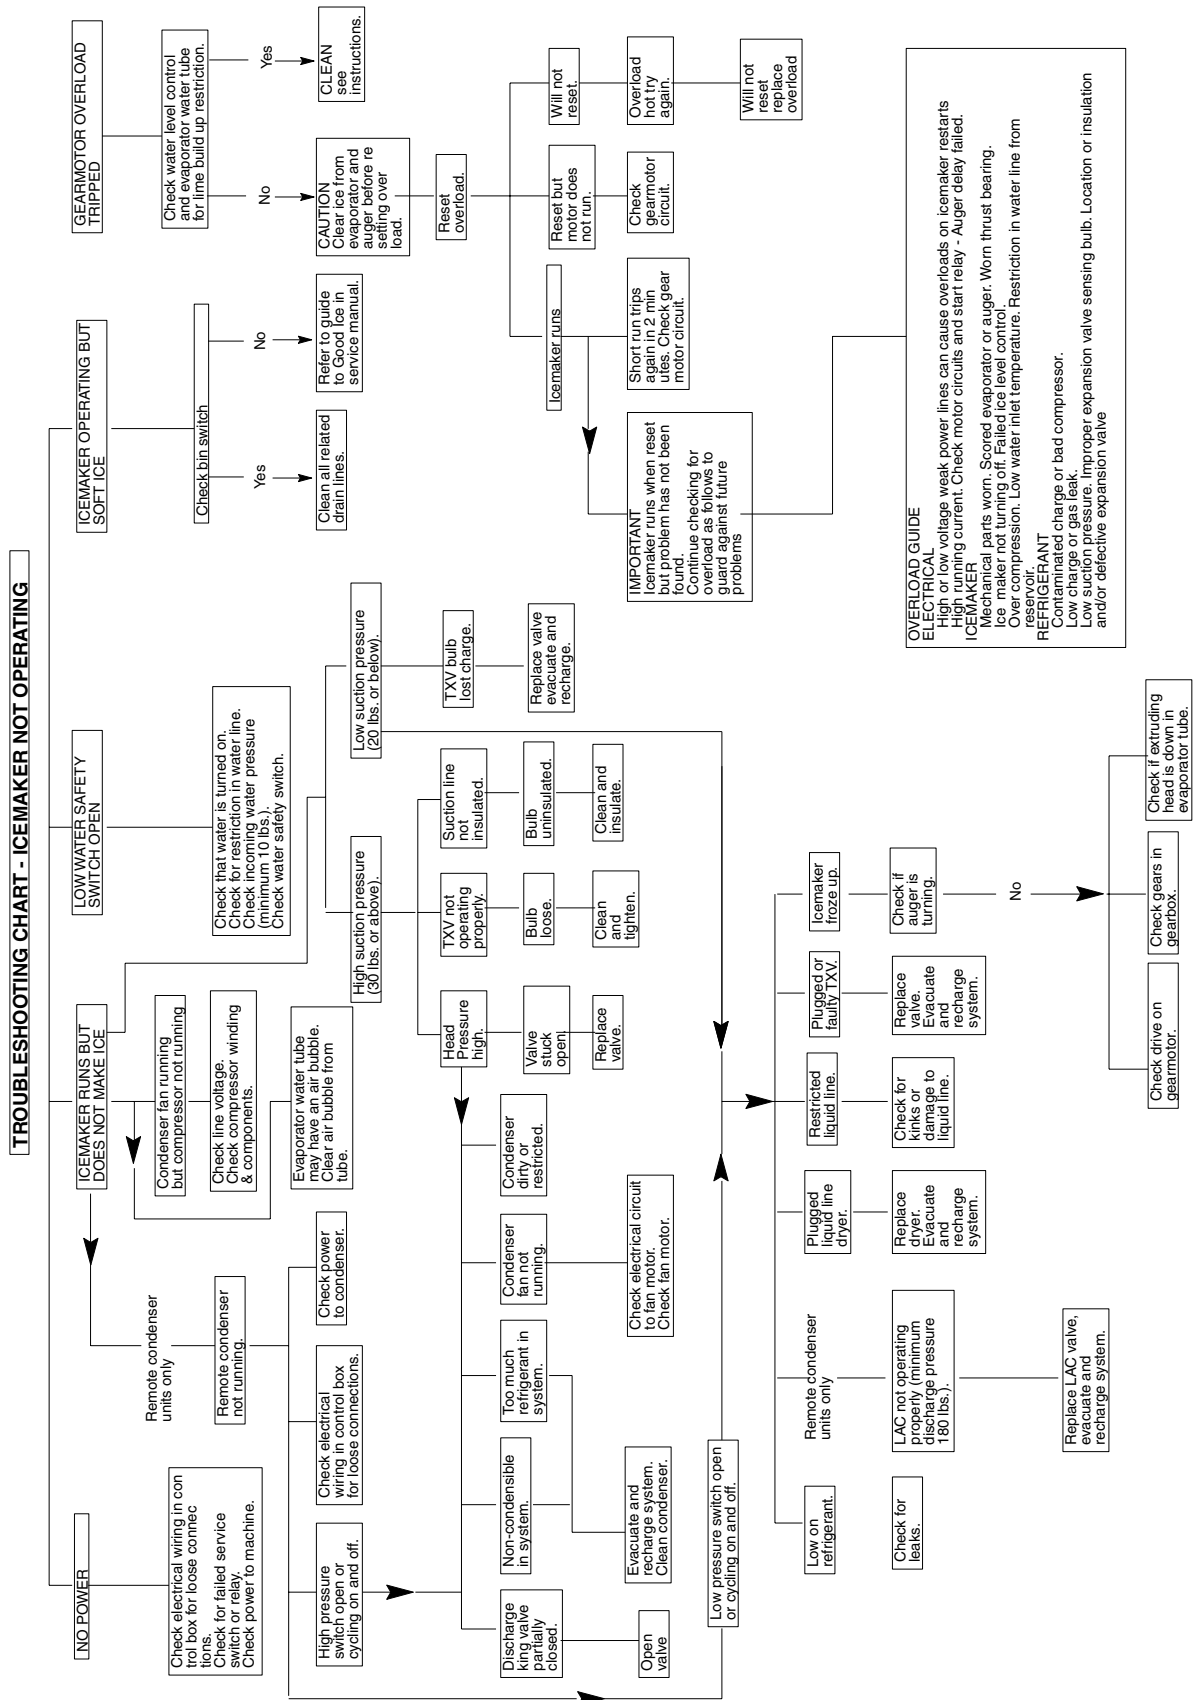 TROUBLESHOOTING CHART - ICEMAKER NOT OPERATING
NO POWER
Check electrical wiring in con
trol box for loose connec
tions.
Check for failed service
switch or relay.
Check power to machine.
ICEMAKER RUNS BUT
DOES NOT MAKE ICE
Remote condenser
units only
Remote condenser
not running.
High pressure
switch open or
cycling on and off.
Check electrical
wiring in control box
for loose connections.
Check power
to condenser.
Condenser fan running
but compressor not running
Check line voltage.
Check compressor winding
& components.
Evaporator water tube
may have an air bubble.
Clear air bubble from
tube.
High suction pressure
(30 lbs. or above).
Low suction pressure
(20 lbs. or below).
Head
Pressure
high.
Valve
stuck
open.
Replace
valve.
TXV not
operating
properly.
Bulb
loose.
Clean
and
tighten.
Suction line
not
insulated.
Bulb
uninsulated.
Clean and
insulate.
TXV bulb
lost charge.
Replace valve
evacuate and
recharge.
Discharge
king valve
partially
closed.
Open
valve
Non-condensible
in system.
Too much
refrigerant in
system.
Evacuate and
recharge system.
Clean condenser.
Condenser
fan not
running.
Check electrical circuit
to fan motor.
Check fan motor.
Condenser
dirty or
restricted.
Low pressure switch open
or cycling on and off.
Low on
refrigerant.
Check for
leaks.
Remote condenser
units only
LAC not operating
properly (minimum
discharge pressure
180 lbs.).
Replace LAC valve,
evacuate and
recharge system.
Plugged
liquid line
dryer.
Replace
dryer.
Evacuate
and
recharge
system.
Restricted
liquid line.
Check for
kinks or
damage to
liquid line.
Plugged or
faulty TXV.
Replace
valve.
Evacuate
and
recharge
system.
Icemaker
froze up.
Check if
auger is
turning.
No
Check drive on
gearmotor.
Check gears in
gearbox.
Check if extruding
head is down in
evaporator tube.
LOW WATER SAFETY
SWITCH OPEN
Check that water is turned on.
Check for restriction in water line.
Check incoming water pressure
(minimum 10 lbs.).
Check water safety switch.
ICEMAKER OPERATING BUT
SOFT ICE
Check bin switch
Yes
No
Clean all related
drain lines.
Refer to guide
to Good Ice in
service manual.
GEARMOTOR OVERLOAD
TRIPPED
Check water level control
and evaporator water tube
for lime build up restriction.
No
Yes
CAUTION
Clear ice from
evaporator and
auger before re
setting over
load.
CLEAN
see
instructions.
Reset
overload.
Icemaker runs
Reset but
motor does
not run.
Will not
reset.
IMPORTANT
Icemaker runs when reset
but problem has not been
found.
Continue checking for
overload as follows to
guard against future
problems
Short run trips
again in 2 min
utes. Check gear
motor circuit.
Check
gearmotor
circuit.
Overload
hot try
again.
Will not
reset
replace
overload
OVERLOAD GUIDE
ELECTRICAL
High or low voltage weak power lines can cause overloads on icemaker restarts
High running current. Check motor circuits and start relay - Auger delay failed.
ICEMAKER
Mechanical parts worn. Scored evaporator or auger. Worn thrust bearing.
Ice maker not turning off. Failed ice level control.
Over compression. Low water inlet temperature. Restriction in water line from
reservoir.
REFRIGERANT
Contaminated charge or bad compressor.
Low charge or gas leak.
Low suction pressure. Improper expansion valve sensing bulb. Location or insulation
and/or defective expansion valve